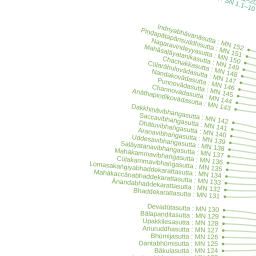 SN 1.1–10
Indriyabhāvanāsutta : MN 152
Piṇḍapātapārisuddhisutta : MN 151
Nagaravindeyyasutta : MN 150
Mahāsaḷāyatanikasutta : MN 149
Chachakkasutta : MN 148
Cūḷarāhulovādasutta : MN 147
Nandakovādasutta : MN 146
Puṇṇovādasutta : MN 145
Channovādasutta : MN 144
Anāthapiṇḍikovādasutta : MN 143
Dakkhiṇāvibhaṅgasutta : MN 142
Saccavibhaṅgasutta : MN 141
Dhātuvibhaṅgasutta : MN 140
Araṇavibhaṅgasutta : MN 139
Uddesavibhaṅgasutta : MN 138
Saḷāyatanavibhaṅgasutta : MN 137
Mahākammavibhaṅgasutta : MN 136
Cūḷakammavibhaṅgasutta : MN 135
Lomasakaṅgiyabhaddekarattasutta : MN 134
Mahākaccānabhaddekarattasutta : MN 133
Ānandabhaddekarattasutta : MN 132
Bhaddekarattasutta : MN 131
Devadūtasutta : MN 130
Bālapaṇḍitasutta : MN 129
Upakkilesasutta : MN 128
Anuruddhasutta : MN 127
Bhūmijasutta : MN 126
Dantabhūmisutta : MN 125
Bākulasutta : MN 124